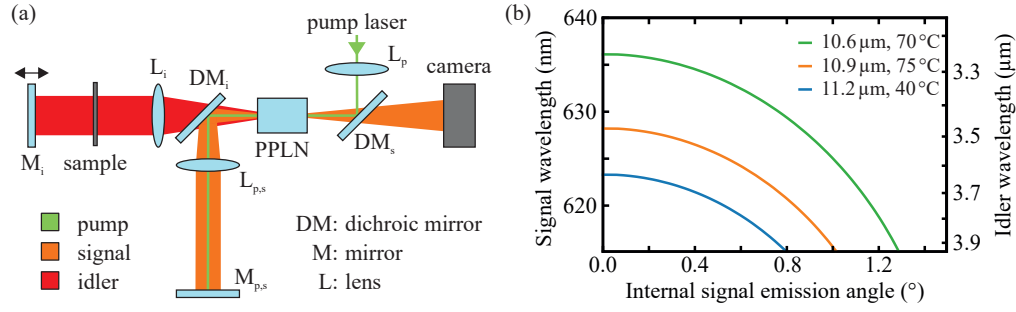 (a)
pump laser
L_p
camera
L_i
DM_i
PPLN
DM_s
M_i
sample
L_p,s
pump
signal
idler
DM: dichroic mirror
M: mirror
L: lens
M_p,s
(b)
640
630
620
Signal wavelength (nm)
10.6 μm, 70 °C
10.9 μm, 75 °C
11.2 μm, 40 °C
3.3
3.5
3.7
3.9
Idler wavelength (μm)
0.0 0.4 0.8 1.2
Internal signal emission angle (°)